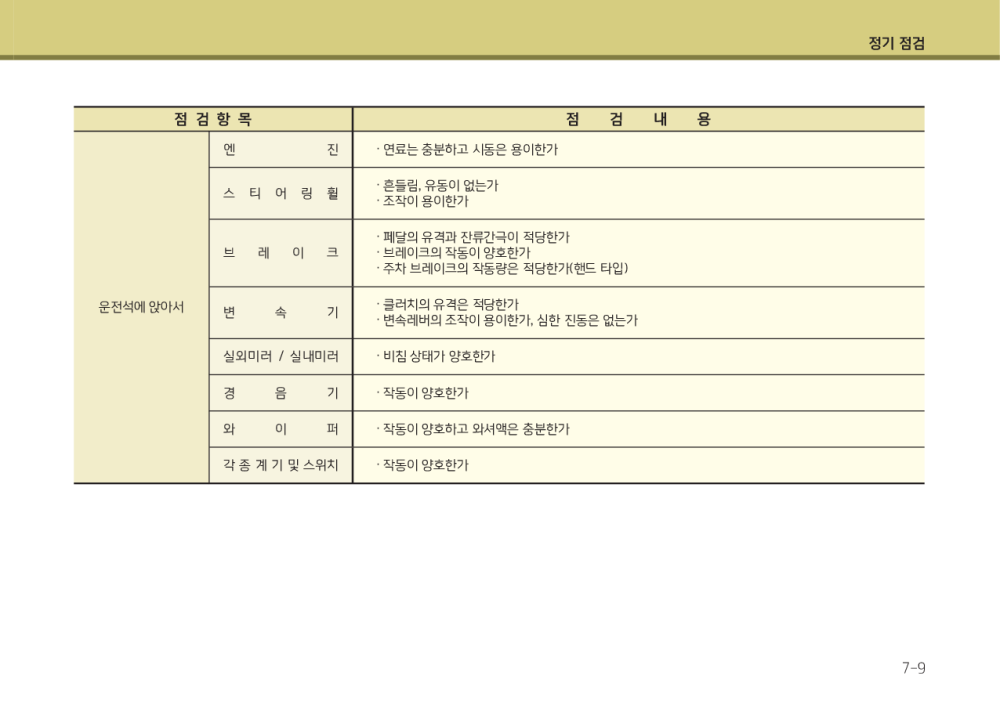 정기 점검
점 검 항 목
점 검 내 용
운전석에 앉아서
엔 진
· 연료는 충분하고 시동은 용이한가
스 티 어 링 휠
· 흔들림, 유동이 없는가
· 조작이 용이한가
브 레 이 크
· 페달의 유격과 잔류간극이 적당한가
· 브레이크의 작동이 양호한가
· 주차 브레이크의 작동량은 적당한가(핸드 타입)
변 속 기
· 클러치의 유격은 적당한가
· 변속레버의 조작이 용이한가, 심한 진동은 없는가
실외미러 / 실내미러
· 비침 상태가 양호한가
경 음 기
· 작동이 양호한가
와 이 퍼
· 작동이 양호하고 와셔액은 충분한가
각 종 계 기 및 스위치
· 작동이 양호한가
7-9